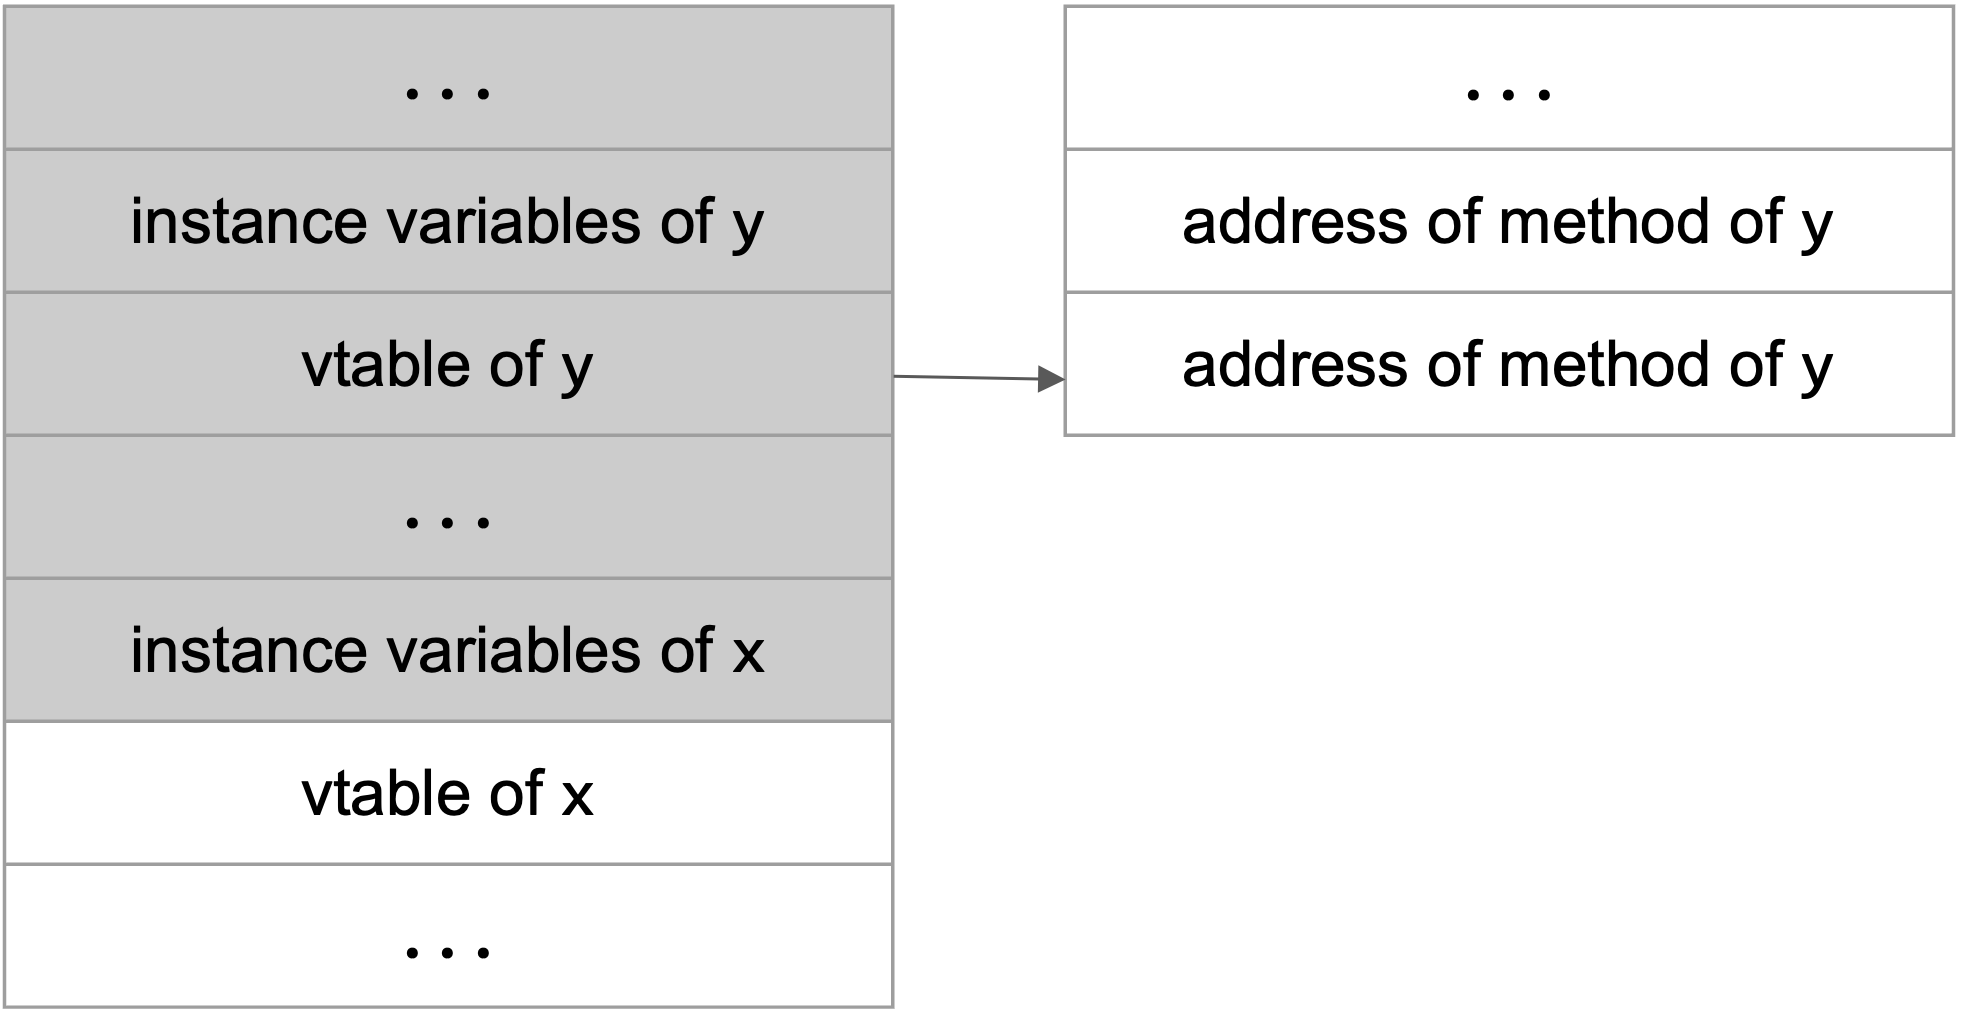 ...
instance variables of y
vtable of y
...
instance variables of x
vtable of x
...
...
address of method of y
address of method of y